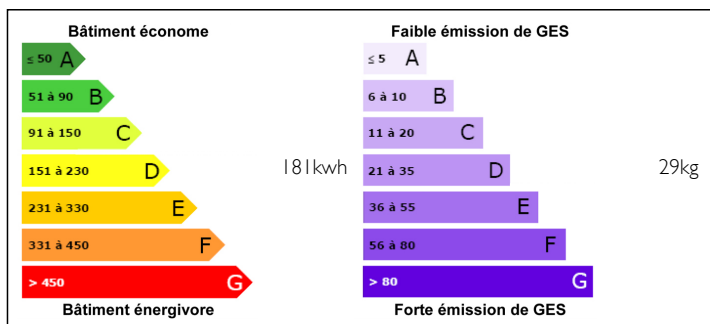 Bâtiment économe
≤ 50 A
51 à 90 B
91 à 150 C
151 à 230 D
181kwh
231 à 330 E
331 à 450 F
> 450 G
Bâtiment énergivore
Faible émission de GES
≤ 5 A
6 à 10 B
11 à 20 C
21 à 35 D
29kg
36 à 55 E
56 à 80 F
> 80 G
Forte émission de GES